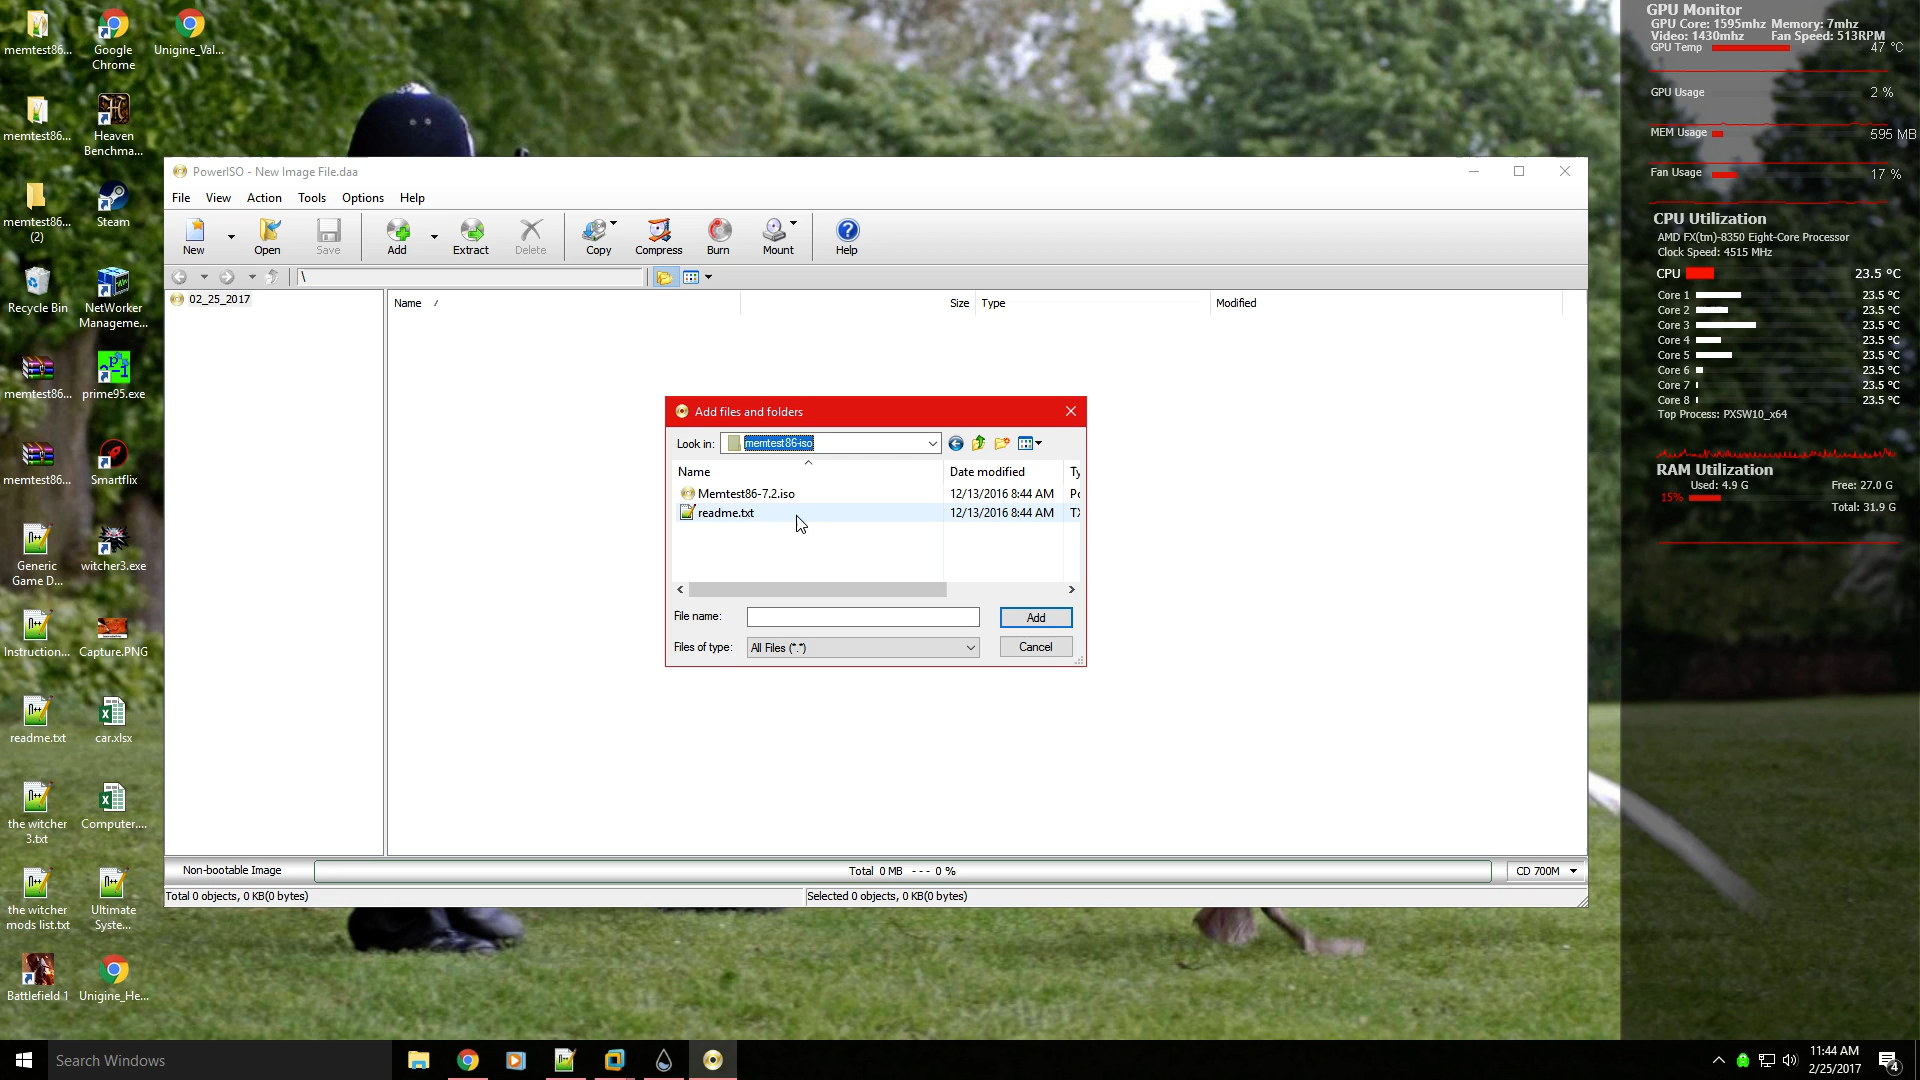 memtest86...
Google
Chrome
Unigine_Val...
memtest86...
Heaven
Benchma...
memtest86...
(2)
Steam
Recycle Bin
NetWorker
Manageme...
memtest86...
prime95.exe
memtest86...
Smartflix
Generic
Game D...
witcher3.exe
Instruction...
Capture.PNG
readme.txt
car.xlsx
the witcher
3.txt
Computer....
the witcher
mods list.txt
Ultimate
Syste...
Battlefield 1
Unigine_He...
PowerISO - New Image File.daa
File View Action Tools Options Help
New Open Save Add Extract Delete Copy Compress Burn Mount Help
\
02_25_2017
Name / Size Type Modified
Add files and folders
Look in: memtest86-iso
Name Date modified Ty
Memtest86-7.2.iso 12/13/2016 8:44 AM Po
readme.txt 12/13/2016 8:44 AM TX
File name: Add
Files of type: All Files (*.*) Cancel
Non-bootable Image Total 0 MB --- 0 % CD 700M
Total 0 objects, 0 KB(0 bytes) Selected 0 objects, 0 KB(0 bytes)
GPU Monitor
GPU Core: 1595mhz Memory: 7mhz
Video: 1430mhz Fan Speed: 513RPM
GPU Temp 47 °C
GPU Usage 2 %
MEM Usage 595 MB
Fan Usage 17 %
CPU Utilization
AMD FX(tm)-8350 Eight-Core Processor
Clock Speed: 4515 MHz
CPU 23.5 °C
Core 1 23.5 °C
Core 2 23.5 °C
Core 3 23.5 °C
Core 4 23.5 °C
Core 5 23.5 °C
Core 6 23.5 °C
Core 7 23.5 °C
Core 8 23.5 °C
Top Process: PXSW10_x64
RAM Utilization
Used: 4.9 G Free: 27.0 G
15%
Total: 31.9 G
Search Windows
11:44 AM
2/25/2017
4